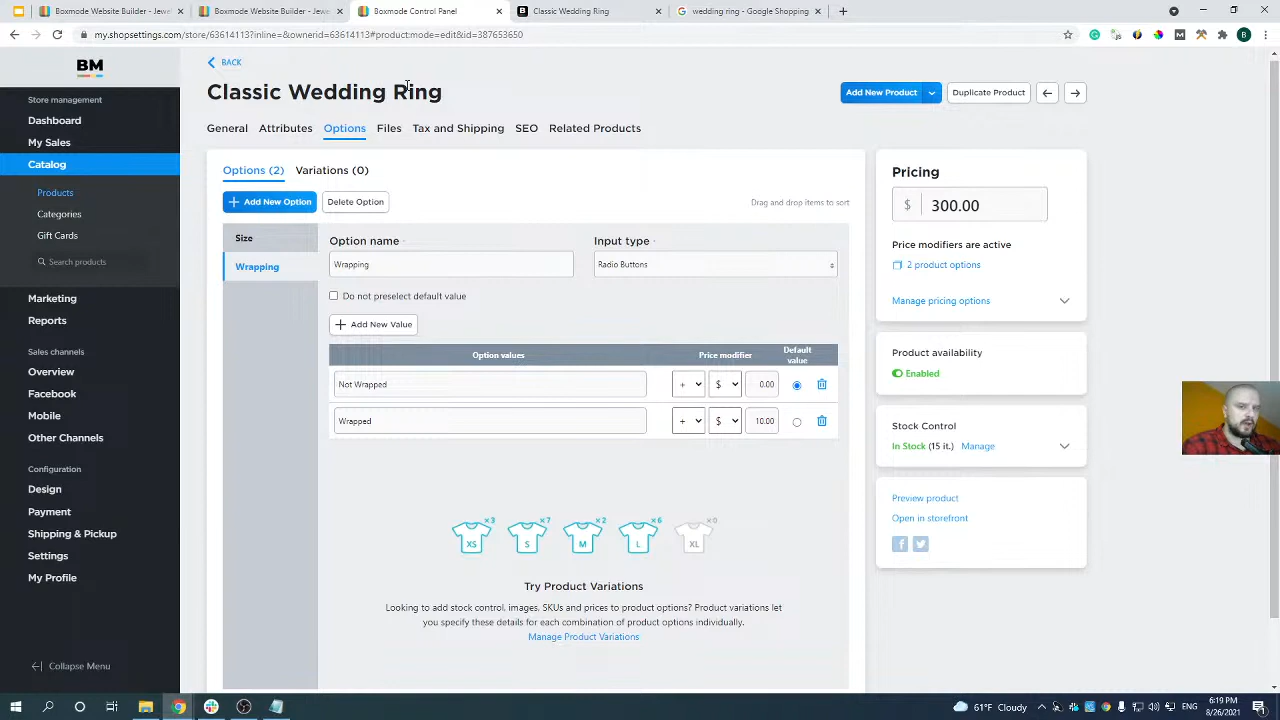 Boxmode Website Builder - Jewel
Boxmode Website Builder - Jewel
Boxmode Control Panel
Classic Wedding Ring
wedding ring - Google Shopping
my.shopsettings.com/store/63614113?inline=&ownerid=63614113#product:mode=edit&id=387653650
B
BM
Store management
Dashboard
My Sales
Catalog
Products
Categories
Gift Cards
Search products
Marketing
Reports
Sales channels
Overview
Facebook
Mobile
Other Channels
Configuration
Design
Payment
Shipping & Pickup
Settings
My Profile
Collapse Menu
BACK
Classic Wedding Ring
Add New Product
Duplicate Product
General Attributes Options Files Tax and Shipping SEO Related Products
Options (2) Variations (0)
Add New Option Delete Option Drag and drop items to sort
Size
Wrapping
Option name Input type
Wrapping Radio Buttons
Do not preselect default value
Add New Value
Option values Price modifier Default value
Not Wrapped + $ 0.00
Wrapped + $ 10.00
×3 ×7 ×2 ×6 ×0
XS S M L XL
Try Product Variations
Looking to add stock control, images, SKUs and prices to product options? Product variations let
you specify these details for each combination of product options individually.
Manage Product Variations
Pricing
$ 300.00
Price modifiers are active
2 product options
Manage pricing options
Product availability
Enabled
Stock Control
In Stock (15 it.) Manage
Preview product
Open in storefront
61°F Cloudy
6:19 PM
8/26/2021